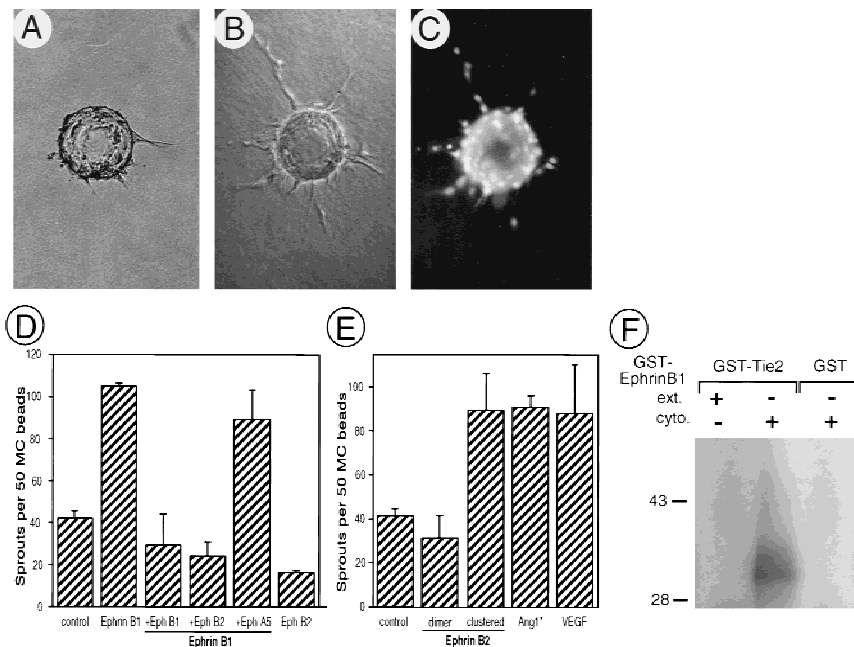 A
B
C
D
120
100
80
60
40
20
0
Sprouts per 50 MC beads
control
Ephrin B1
+Eph B1
+Eph B2
+Eph A5
Eph B2
Ephrin B1
E
100
80
60
40
20
0
Sprouts per 50 MC beads
control
dimer
clustered
Ang1*
VEGF
Ephrin B2
F
GST-
EphrinB1
GST-Tie2
GST
ext. + - -
cyto. - + +
43
28